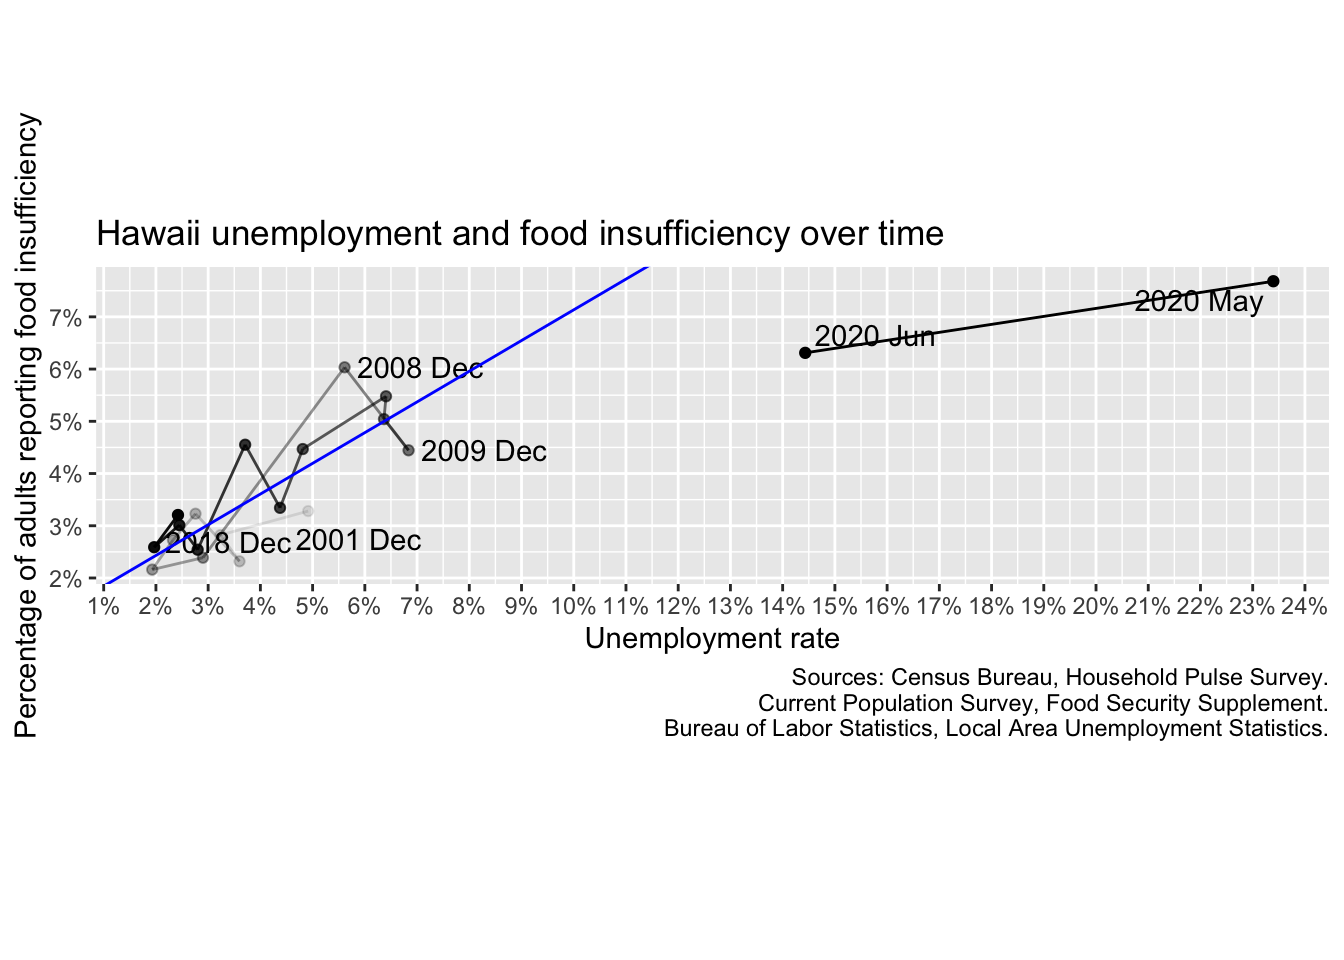 Hawaii unemployment and food insufficiency over time
Percentage of adults reporting food insufficiency
7%
6%
5%
4%
3%
2%
2020 May
2020 Jun
2008 Dec
2009 Dec
2018 Dec
2001 Dec
1% 2% 3% 4% 5% 6% 7% 8% 9% 10% 11% 12% 13% 14% 15% 16% 17% 18% 19% 20% 21% 22% 23% 24%
Unemployment rate
Sources: Census Bureau, Household Pulse Survey.
Current Population Survey, Food Security Supplement.
Bureau of Labor Statistics, Local Area Unemployment Statistics.